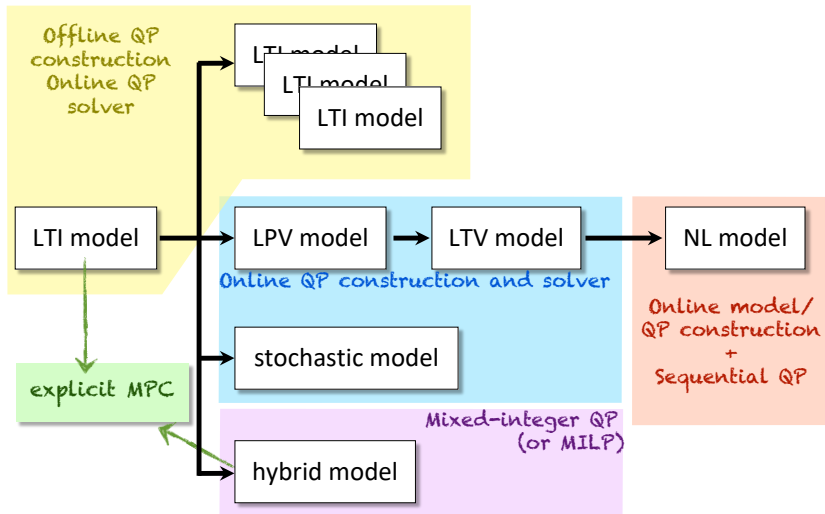 Offline QP
construction
Online QP
solver
LTI model
LTI model
LTI model
LTI model
LPV model
LTV model
NL model
Online QP construction and solver
Online model/
QP construction
+
Sequential QP
stochastic model
explicit MPC
Mixed-integer QP
(or MILP)
hybrid model